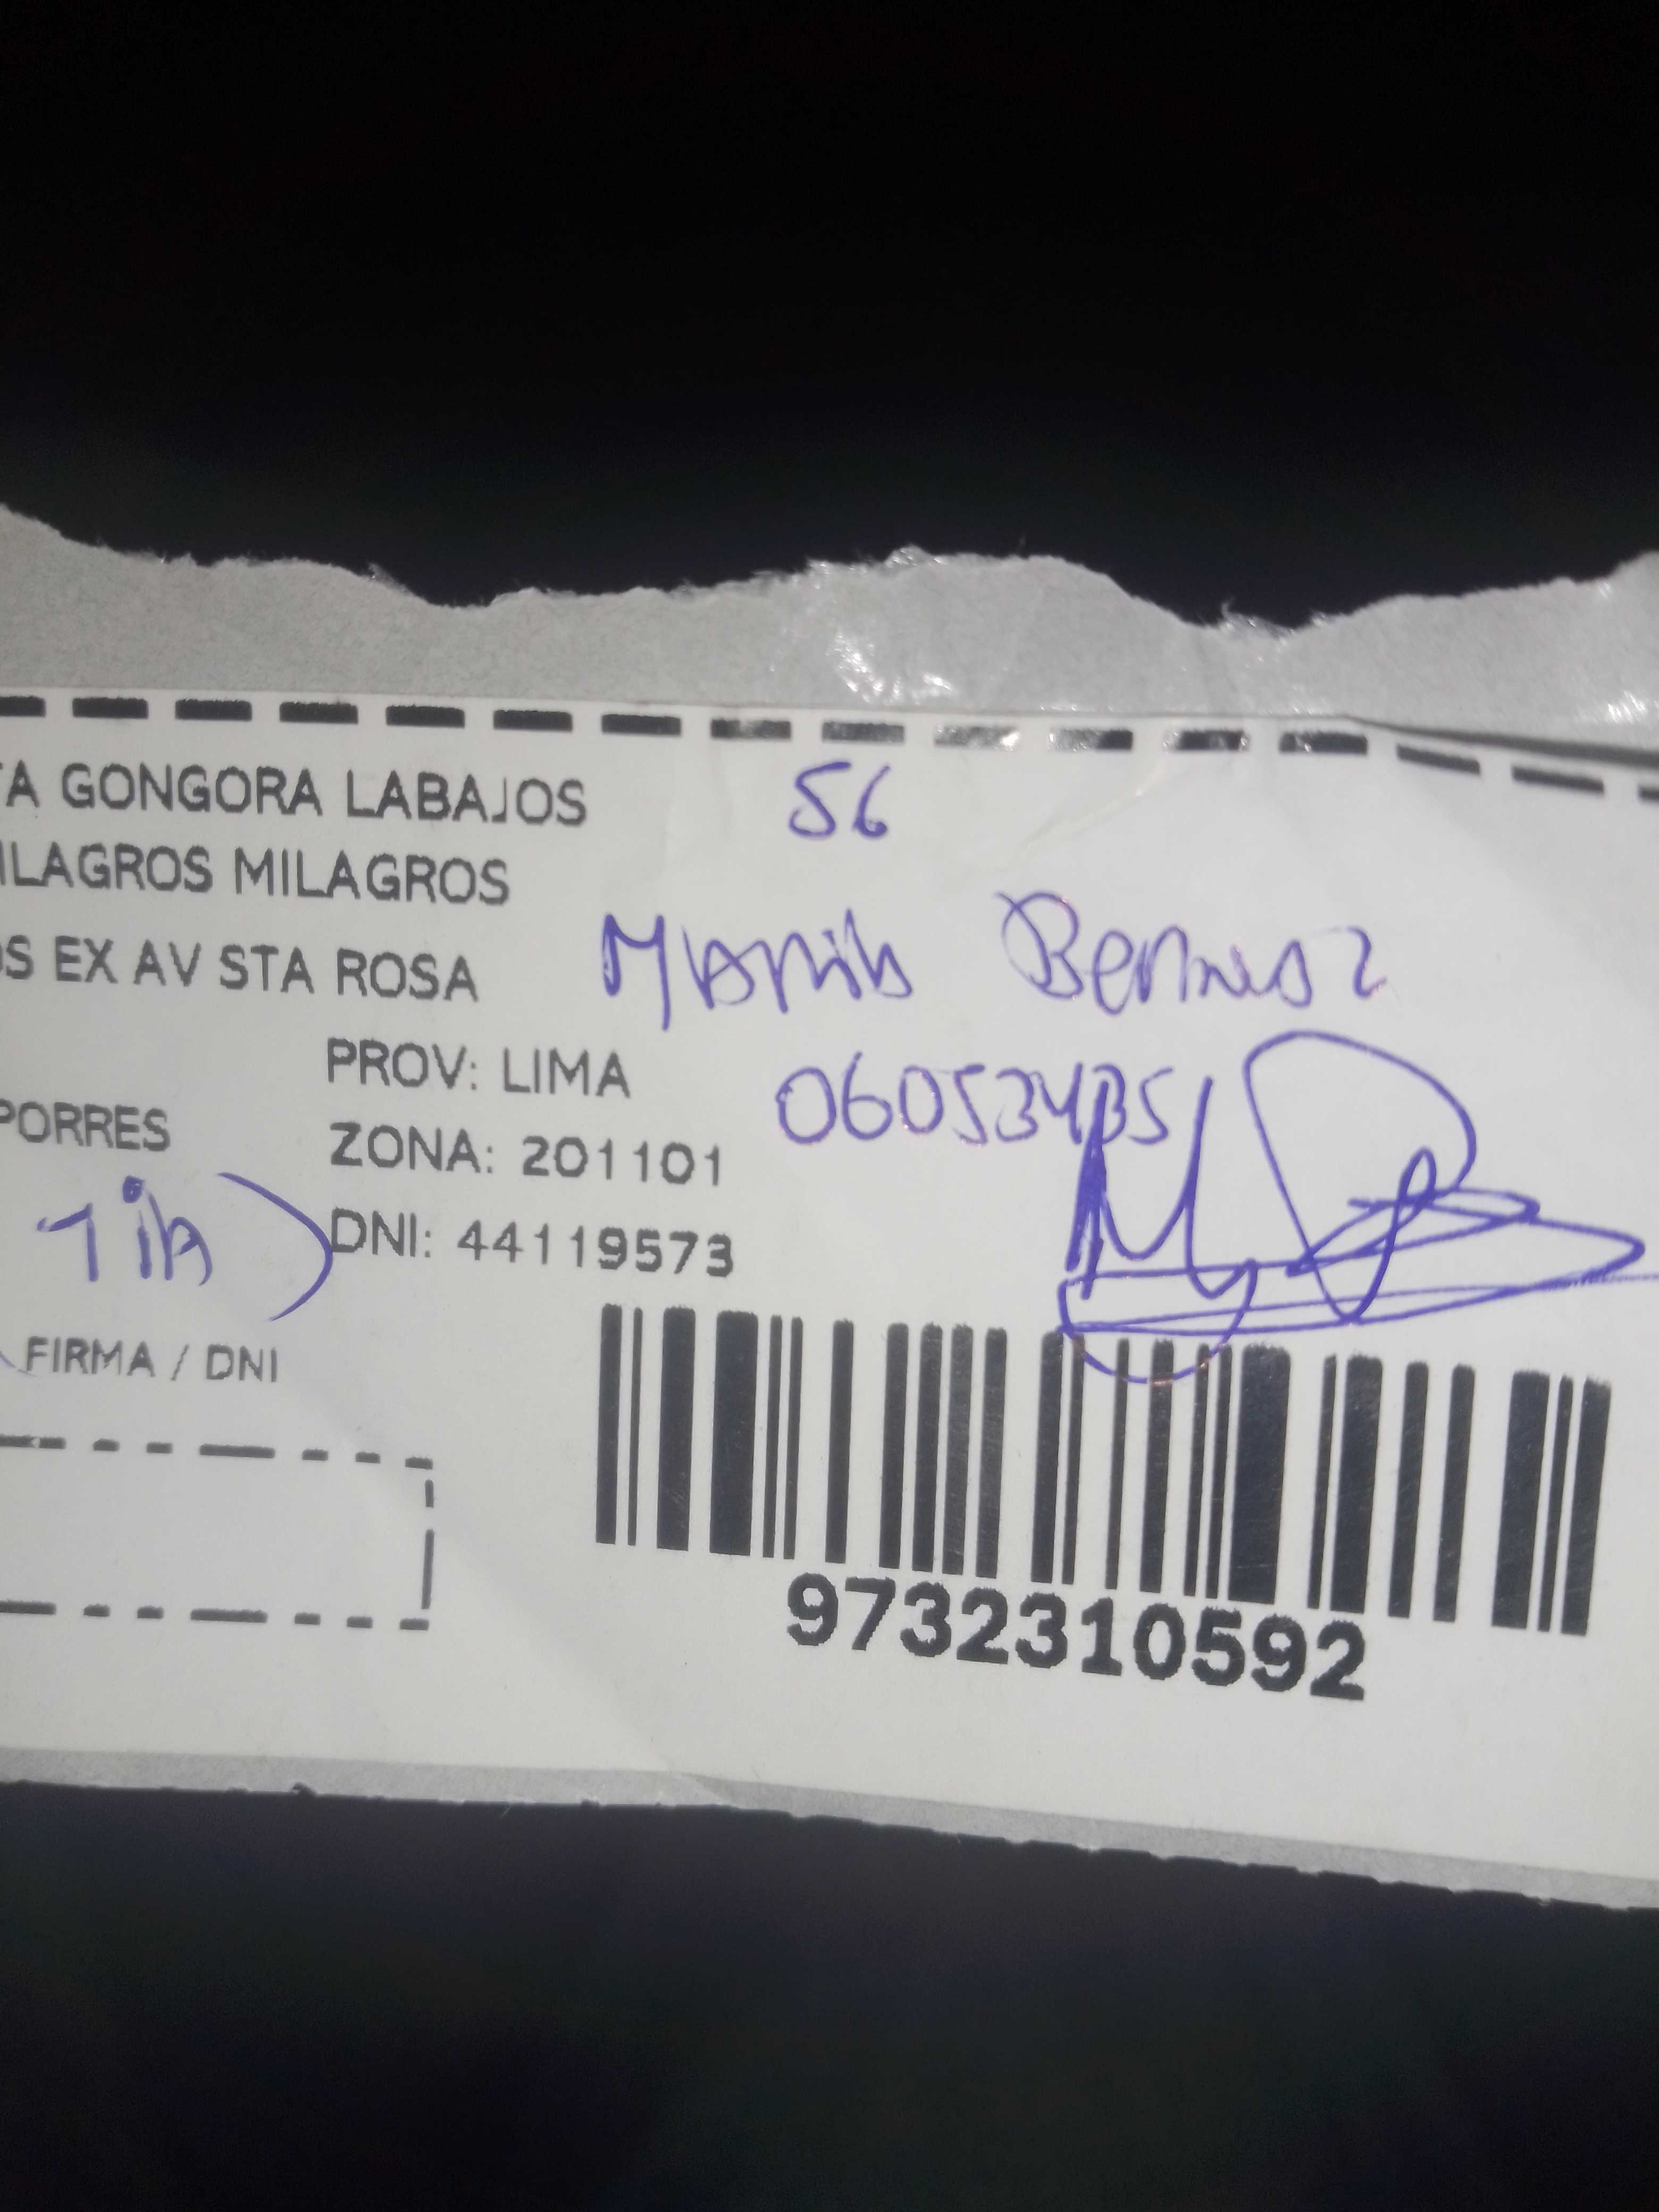 TA GONGORA LABAJOS
56
ILAGROS MILAGROS
OS EX AV STA ROSA
PROV: LIMA
PORRES
ZONA: 201101
Tia)
DNI: 44119573
FIRMA / DNI
9732310592